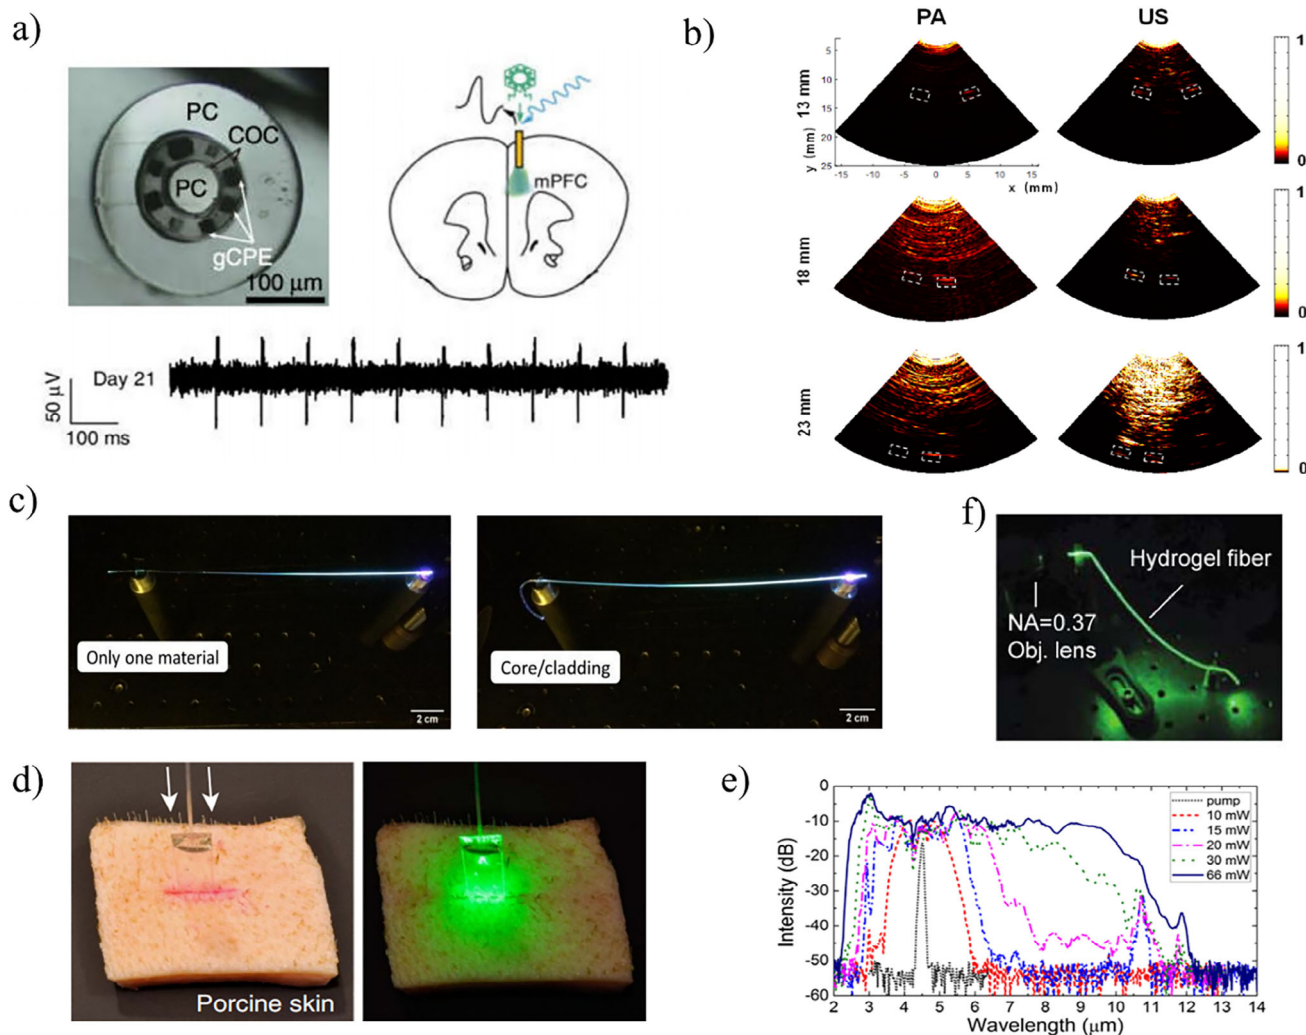 a)
PC
COC
PC
gCPE
100 μm
mPFC
Day 21
50 μV
100 ms
b)
PA
US
13 mm
5
10
15
20
25
y (mm)
-15
-10
-5
0
5
10
15
x (mm)
1
0
18 mm
1
0
23 mm
1
0
c)
Only one material
2 cm
Core/cladding
2 cm
f)
Hydrogel fiber
NA=0.37
Obj. lens
d)
Porcine skin
e)
Intensity (dB)
0
-10
-20
-30
-40
-50
-60
pump
10 mW
15 mW
20 mW
30 mW
66 mW
2 3 4 5 6 7 8 9 10 11 12 13 14
Wavelength (μm)